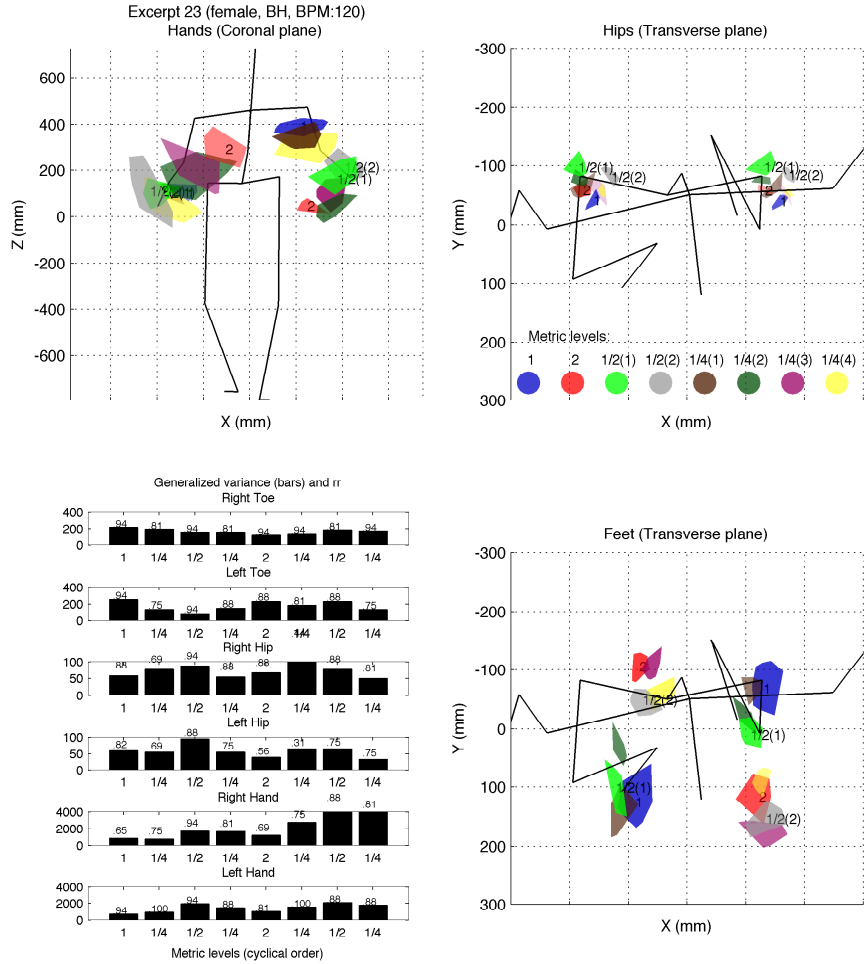 Excerpt 23 (female, BH, BPM:120)
Hands (Coronal plane)
600
400
200
0
-200
-400
-600
Z (mm)
X (mm)
2
1
1/2(2)
1/2(1)
2
Hips (Transverse plane)
-300
-200
-100
0
100
200
300
Y (mm)
X (mm)
1/2(1)
1/2(2)
2
1
1/2(1)
1/2(2)
2
1
Metric levels:
1 2 1/2(1) 1/2(2) 1/4(1) 1/4(2) 1/4(3) 1/4(4)
Generalized variance (bars) and rr
Right Toe
400
200
0
.94 .81 .94 .81 .94 .94 .81 .94
1 1/4 1/2 1/4 2 1/4 1/2 1/4
Left Toe
400
200
0
.94 .75 .94 .88 .88 .81 .88 .75
1 1/4 1/2 1/4 2 1/4 1/2 1/4
Right Hip
100
50
0
.88 .69 .94 .88 .88 .44 .88 .81
1 1/4 1/2 1/4 2 1/4 1/2 1/4
Left Hip
100
50
0
.82 .69 .88 .75 .56 .31 .75 .75
1 1/4 1/2 1/4 2 1/4 1/2 1/4
Right Hand
4000
2000
0
.65 .75 .94 .81 .69 .75 .88 .81
1 1/4 1/2 1/4 2 1/4 1/2 1/4
Left Hand
4000
2000
0
.94 .100 .94 .88 .81 .100 .88 .88
1 1/4 1/2 1/4 2 1/4 1/2 1/4
Metric levels (cyclical order)
Feet (Transverse plane)
-300
-200
-100
0
100
200
300
Y (mm)
X (mm)
2
1/2(2)
1/2(1)
1
1
1/2(1)
2
1/2(2)